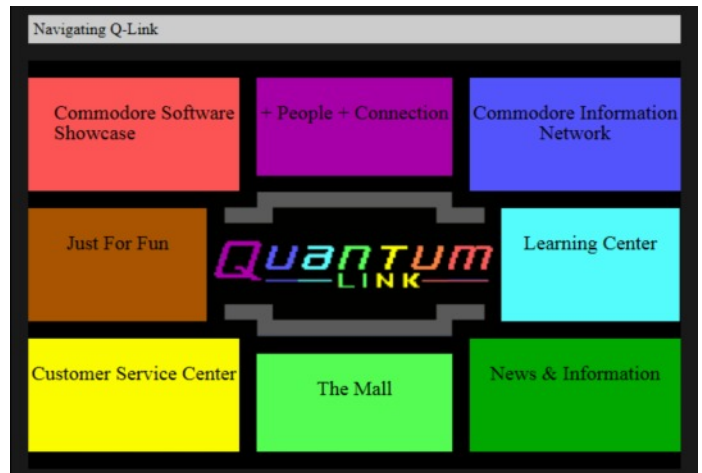 Navigating Q-Link
Commodore Software
Showcase
+ People + Connection
Commodore Information
Network
Just For Fun
Quantum
LINK
Learning Center
Customer Service Center
The Mall
News & Information